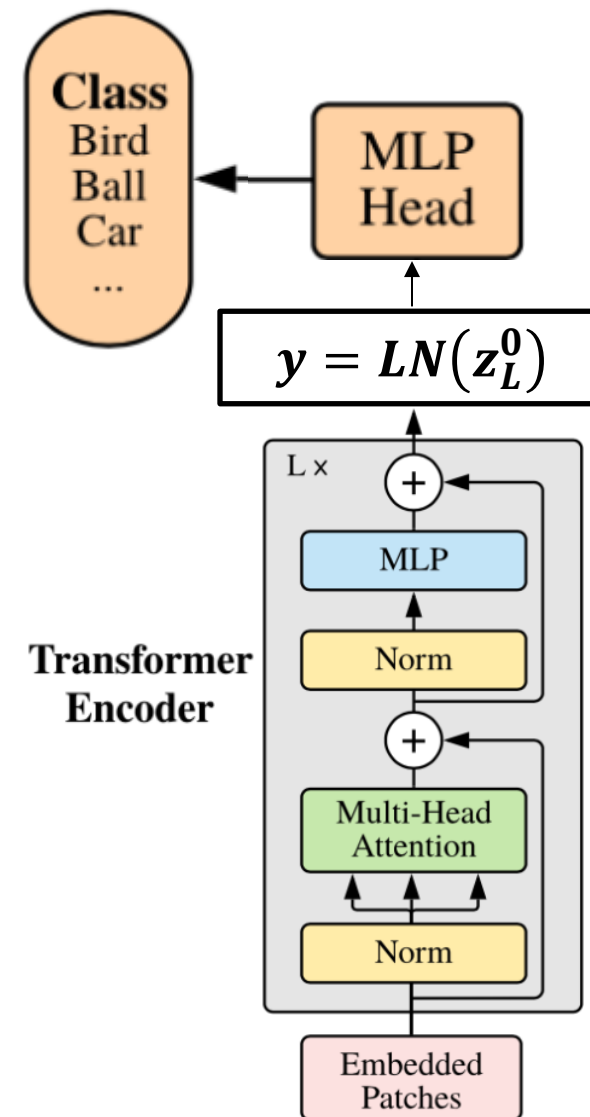 Class
Bird
Ball
Car
...
MLP
Head
y = LN(z_L^0)
L ×
+
MLP
Norm
Transformer
Encoder
+
Multi-Head
Attention
Norm
Embedded
Patches